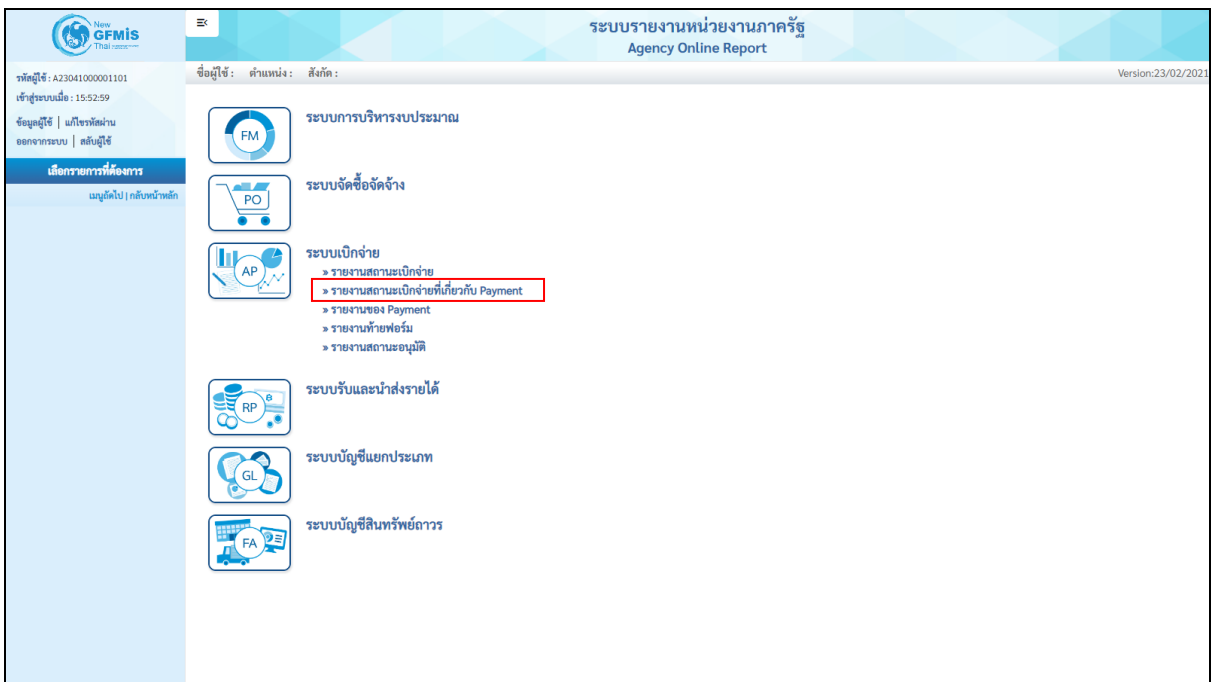 New
GFMIS
Thai
ระบบรายงานหน่วยงานภาครัฐ
Agency Online Report
รหัสผู้ใช้ : A23041000001101
เข้าสู่ระบบเมื่อ : 15:52:59
ข้อมูลผู้ใช้ | แก้ไขรหัสผ่าน
ออกจากระบบ | สลับผู้ใช้
เลือกรายการที่ต้องการ
เมนูถัดไป | กลับหน้าหลัก
ชื่อผู้ใช้ : ตำแหน่ง : สังกัด :
Version:23/02/2021
FM
ระบบการบริหารงบประมาณ
PO
ระบบจัดซื้อจัดจ้าง
AP
ระบบเบิกจ่าย
» รายงานสถานะเบิกจ่าย
» รายงานสถานะเบิกจ่ายที่เกี่ยวกับ Payment
» รายงานของ Payment
» รายงานท้ายฟอร์ม
» รายงานสถานะอนุมัติ
RP
ระบบรับและนำส่งรายได้
GL
ระบบบัญชีแยกประเภท
FA
ระบบบัญชีสินทรัพย์ถาวร